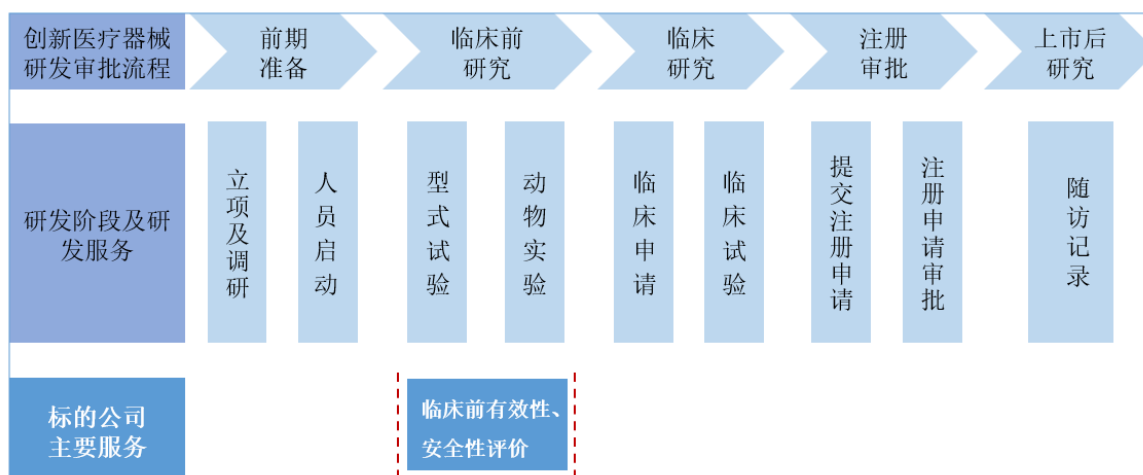 创新医疗器械
研发审批流程
前期
准备
临床前
研究
临床
研究
注册
审批
上市后
研究
研发阶段及研
发服务
立项及调研
人员启动
型式试验
动物实验
临床申请
临床试验
提交注册申请
注册申请审批
随访记录
标的公司
主要服务
临床前有效性、
安全性评价